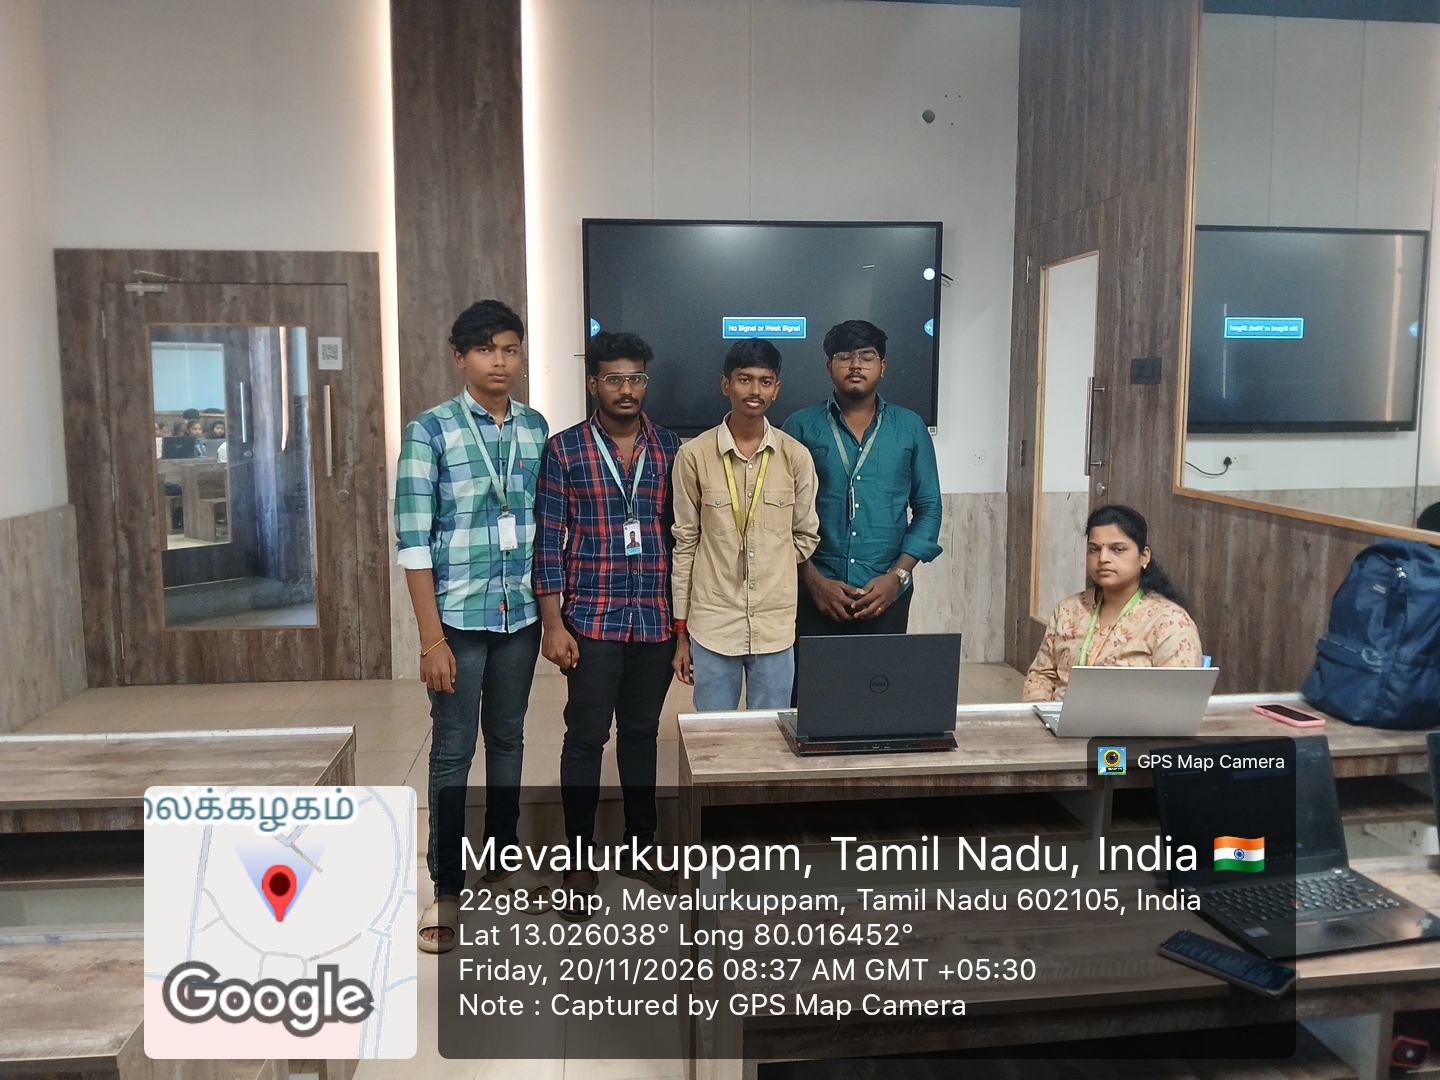 No Signal or Weak Signal
DELL
GPS Map Camera
லைக்கழகம்
Google
Mevalurkuppam, Tamil Nadu, India
22g8+9hp, Mevalurkuppam, Tamil Nadu 602105, India
Lat 13.026038° Long 80.016452°
Friday, 20/11/2026 08:37 AM GMT +05:30
Note : Captured by GPS Map Camera